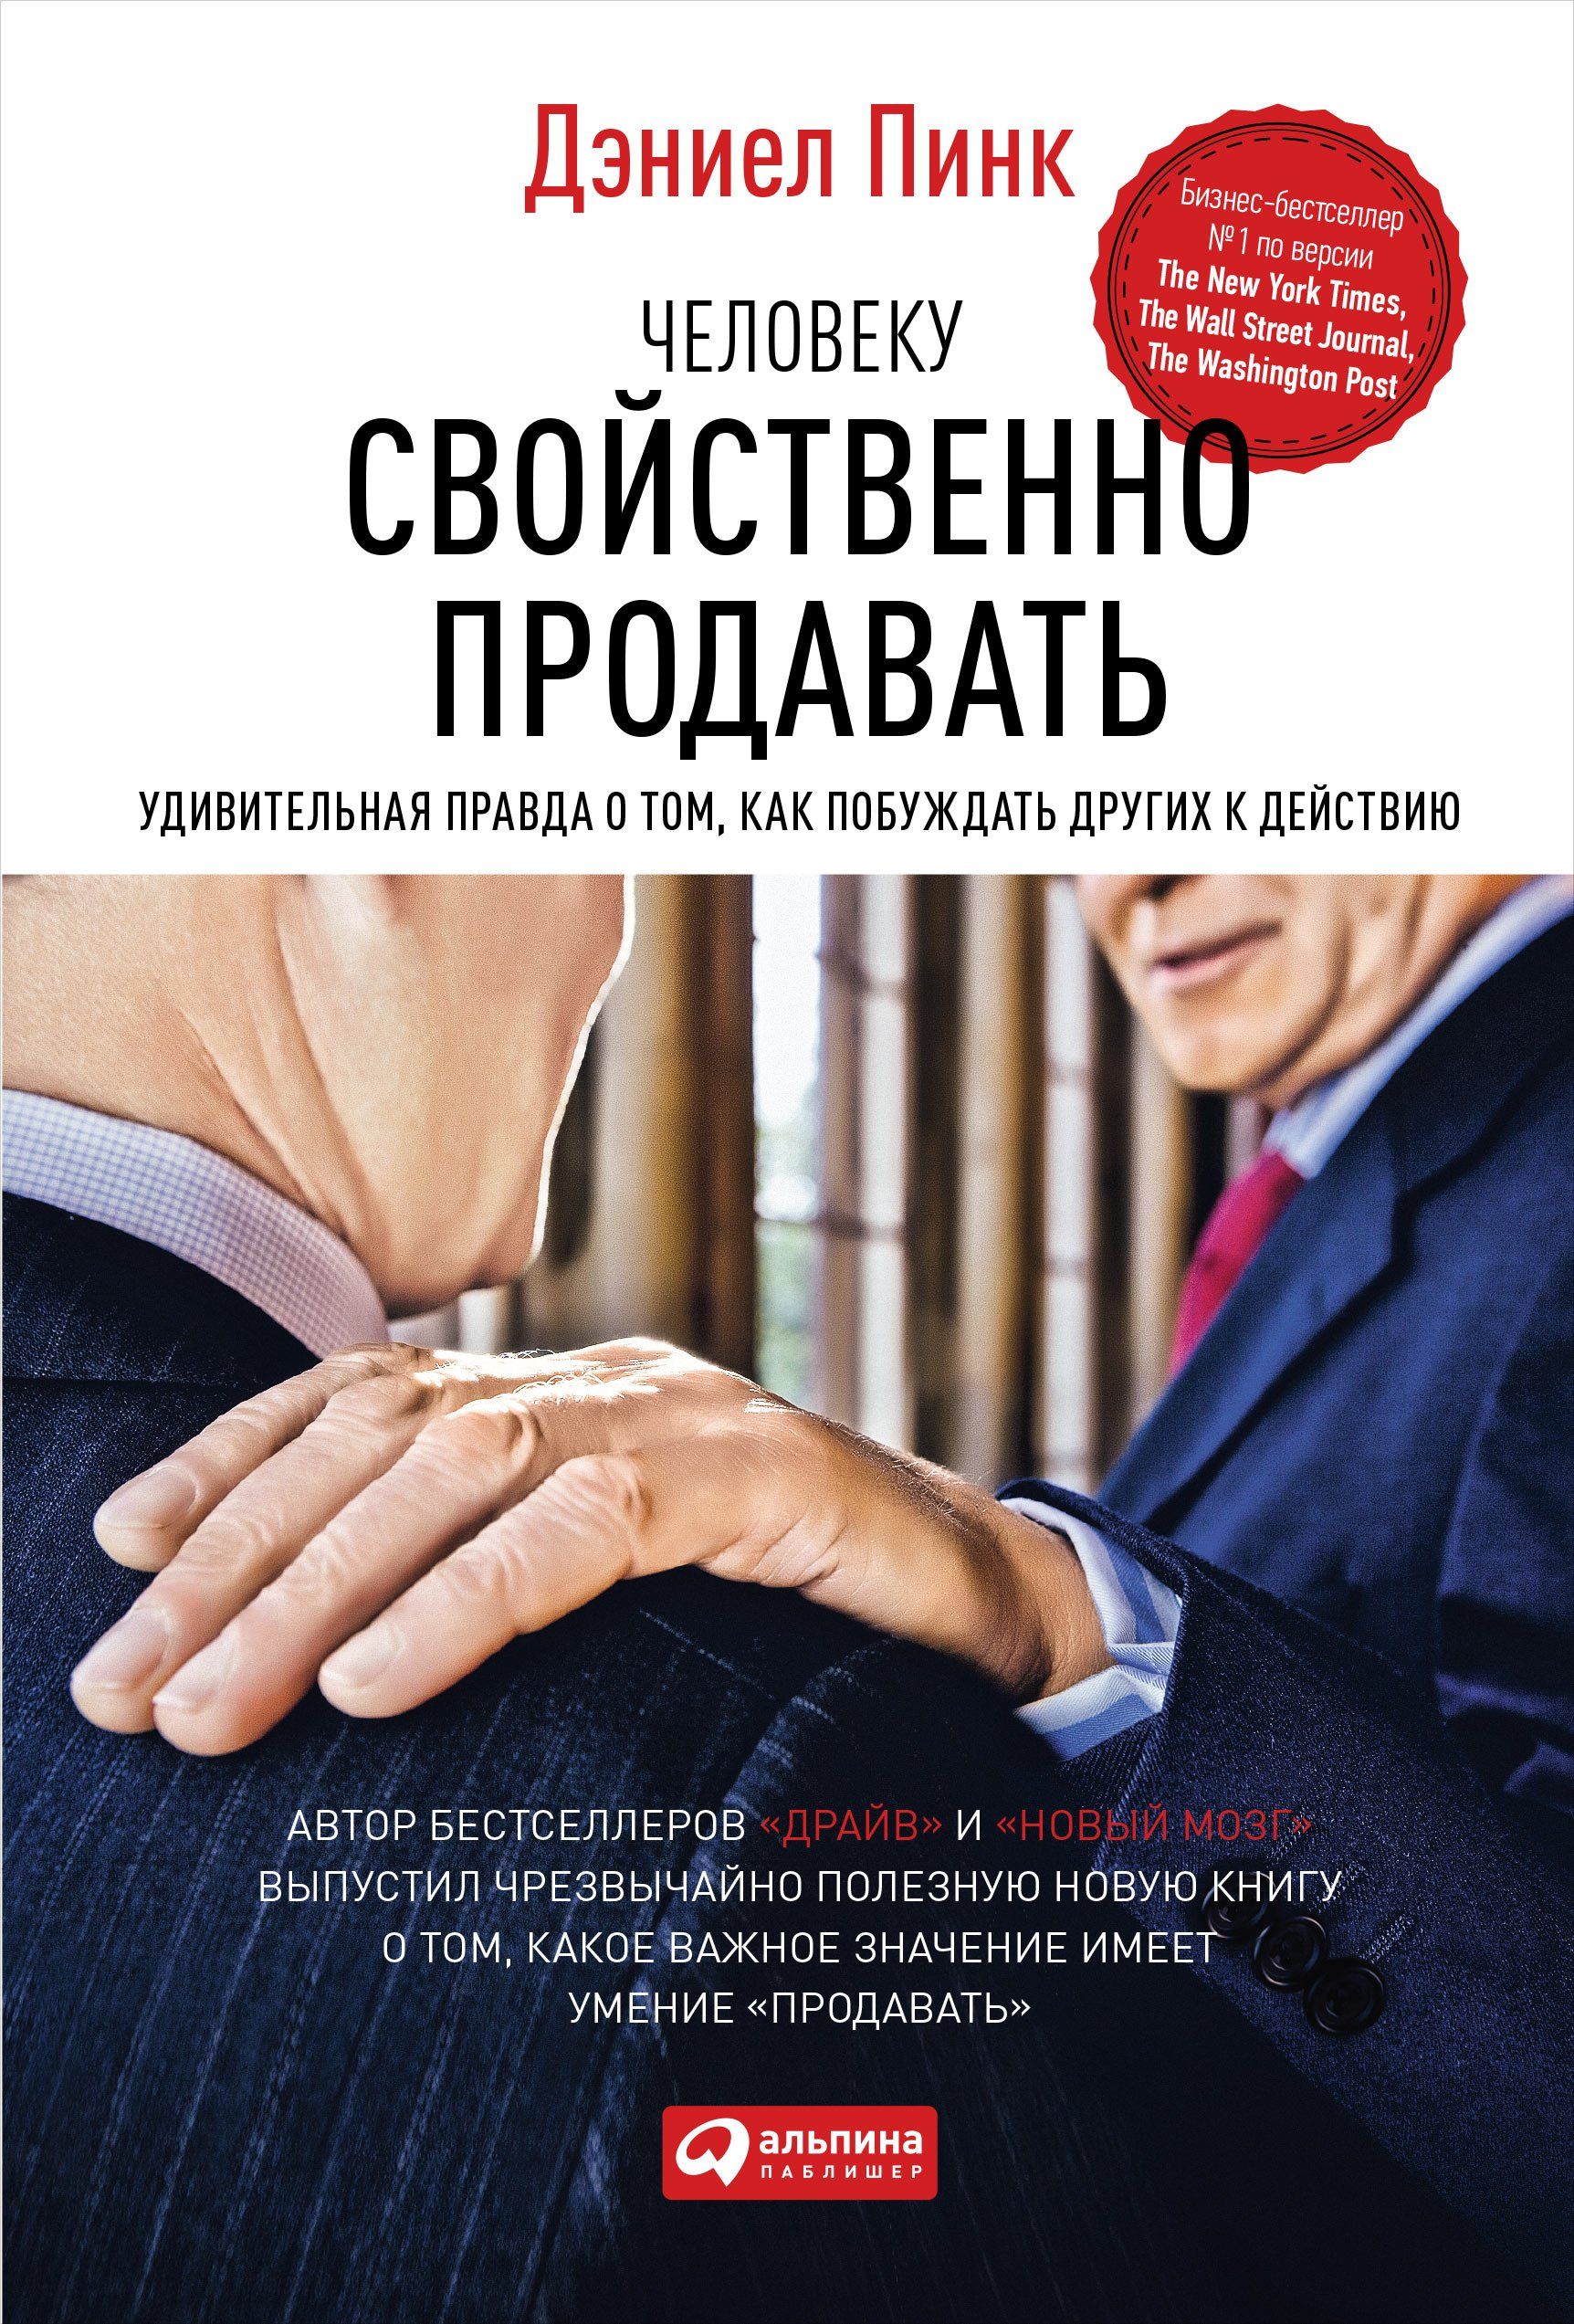 Дэниел Пинк
Бизнес-бестселлер
№1 по версии
The New York Times,
The Wall Street Journal,
The Washington Post
ЧЕЛОВЕКУ
СВОЙСТВЕННО
ПРОДАВАТЬ
УДИВИТЕЛЬНАЯ ПРАВДА О ТОМ, КАК ПОБУЖДАТЬ ДРУГИХ К ДЕЙСТВИЮ
АВТОР БЕСТСЕЛЛЕРОВ «ДРАЙВ» И «НОВЫЙ МОЗГ»
ВЫПУСТИЛ ЧРЕЗВЫЧАЙНО ПОЛЕЗНУЮ НОВУЮ КНИГУ
О ТОМ, КАКОЕ ВАЖНОЕ ЗНАЧЕНИЕ ИМЕЕТ
УМЕНИЕ «ПРОДАВАТЬ»
альпина
ПАБЛИШЕР